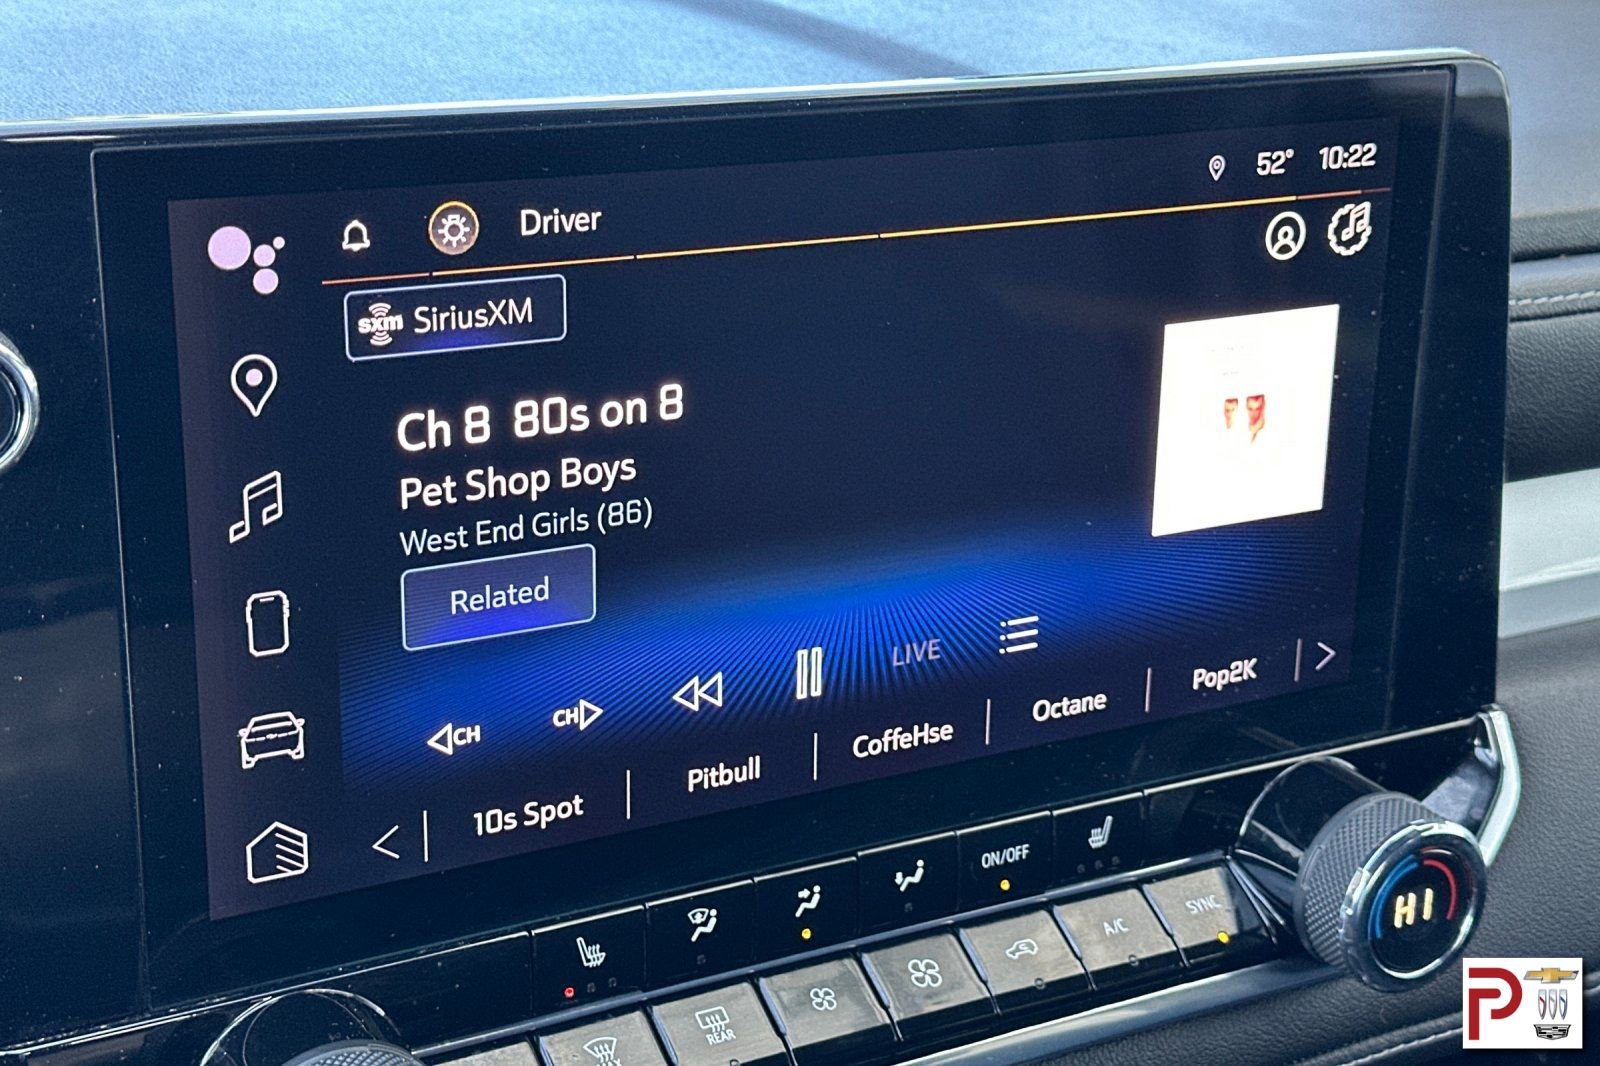 52° 10:22
Driver
sxm SiriusXM
Ch 8 80s on 8
Pet Shop Boys
West End Girls (86)
Related
LIVE
CH CH
10s Spot Pitbull CoffeHse Octane Pop2K
ON/OFF
SYNC
A/C
HI
REAR
P